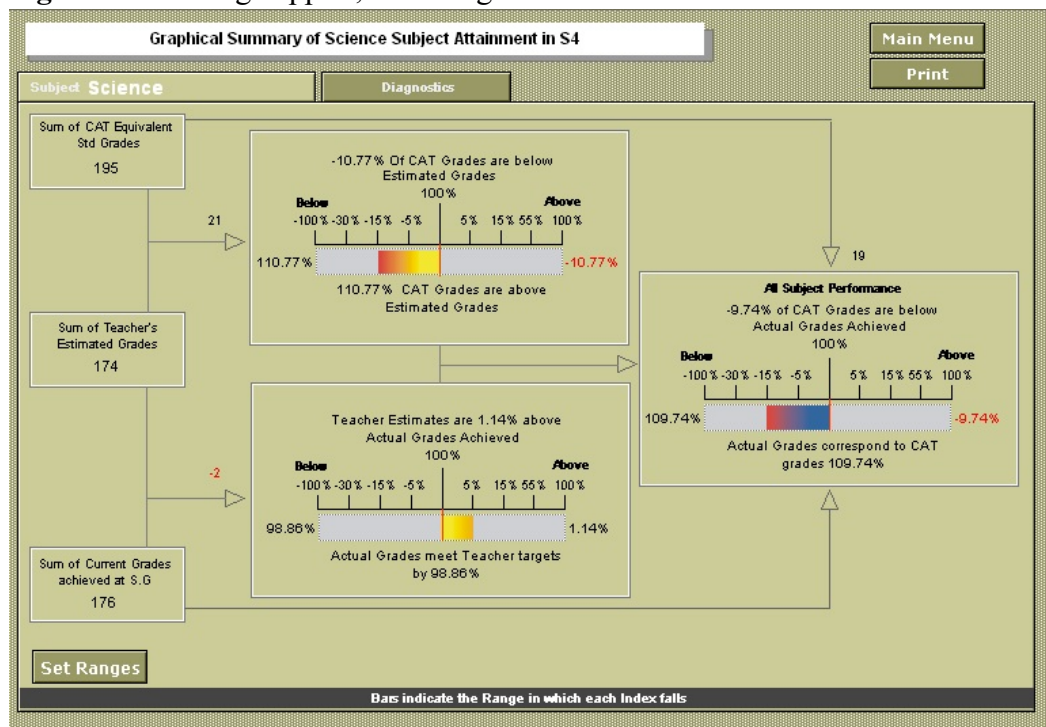 Graphical Summary of Science Subject Attainment in S4
Main Menu
Print
Subject Science
Diagnostics
Sum of CAT Equivalent
Std Grades
195
21
-10.77% Of CAT Grades are below
Estimated Grades
100%
Below
Above
-100% -30% -15% -5% 5% 15% 55% 100%
110.77%
-10.77%
110.77% CAT Grades are above
Estimated Grades
19
All Subject Performance
-9.74% of CAT Grades are below
Actual Grades Achieved
100%
Below
Above
-100% -30% -15% -5% 5% 15% 55% 100%
109.74%
-9.74%
Actual Grades correspond to CAT
grades 109.74%
Sum of Teacher's
Estimated Grades
174
-2
Teacher Estimates are 1.14% above
Actual Grades Achieved
100%
Below
Above
-100% -30% -15% -5% 5% 15% 55% 100%
98.86%
1.14%
Actual Grades meet Teacher targets
by 98.86%
Sum of Current Grades
achieved at S.G
176
Set Ranges
Bars indicate the Range in which each Index falls